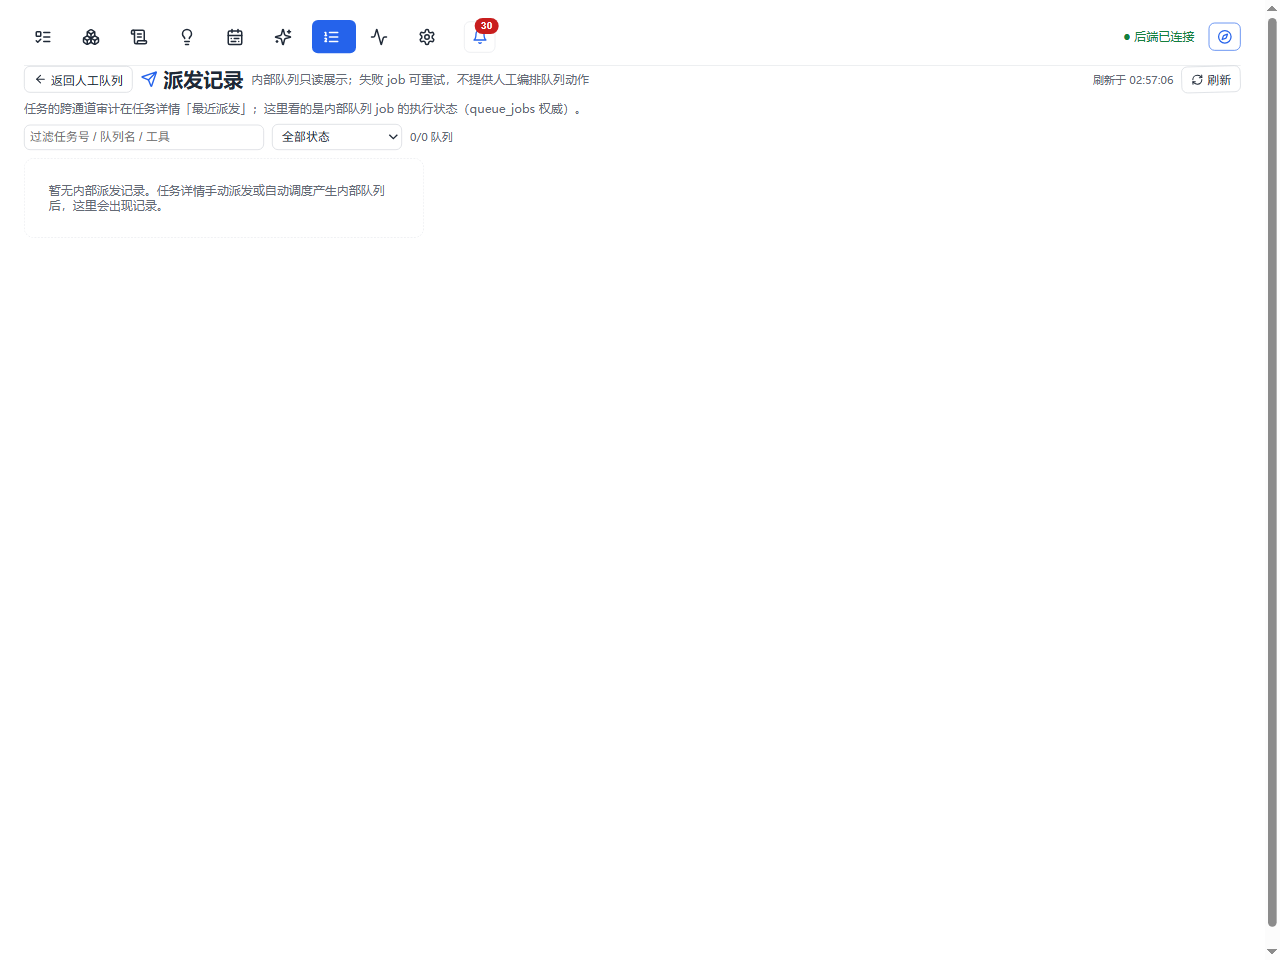 30
后端已连接
返回人工队列
派发记录
内部队列只读展示；失败 job 可重试，不提供人工编排队列动作
刷新于 02:57:06
刷新
任务的跨通道审计在任务详情「最近派发」；这里看的是内部队列 job 的执行状态（queue_jobs 权威）。
过滤任务号 / 队列名 / 工具
全部状态
0/0 队列
暂无内部派发记录。任务详情手动派发或自动调度产生内部队列
后，这里会出现记录。